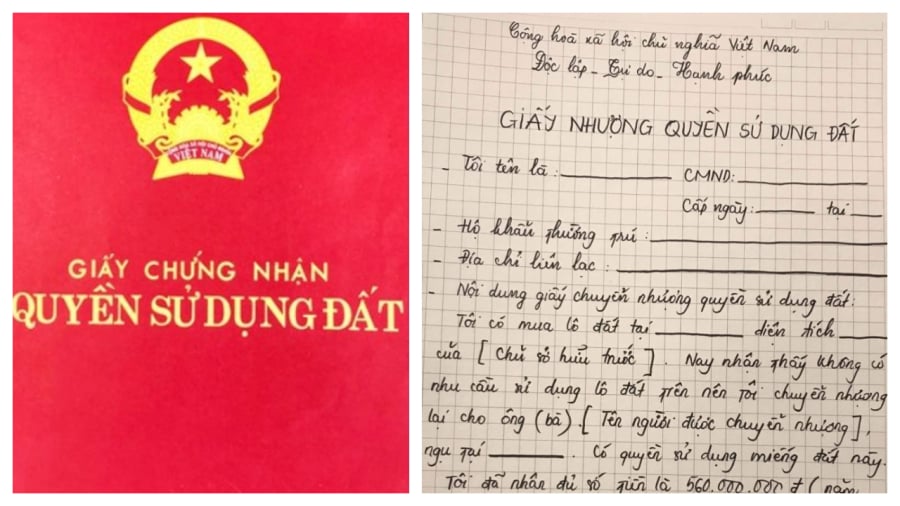 VIỆT NAM
GIẤY CHỨNG NHẬN
QUYỀN SỬ DỤNG ĐẤT
Cộng hoà xã hội chủ nghĩa Việt Nam
Độc lập - Tự do - Hạnh phúc
GIẤY NHƯỢNG QUYỀN SỬ DỤNG ĐẤT
- Tôi tên là: CMND:
Cấp ngày: tại
- Hộ khẩu thường trú:
- Địa chỉ liên lạc:
- Nội dung giấy chuyển nhượng quyền sử dụng đất:
Tôi có mua lô đất tại diện tích
của [Chủ sở hữu trước]. Nay nhận thấy không có
nhu cầu sử dụng lô đất trên nên tôi chuyển nhượng
lại cho ông (bà) [Tên người được chuyển nhượng],
ngụ tại . Có quyền sử dụng miếng đất này.
Tôi đã nhận đủ số tiền là 560.000.000 đ (năm